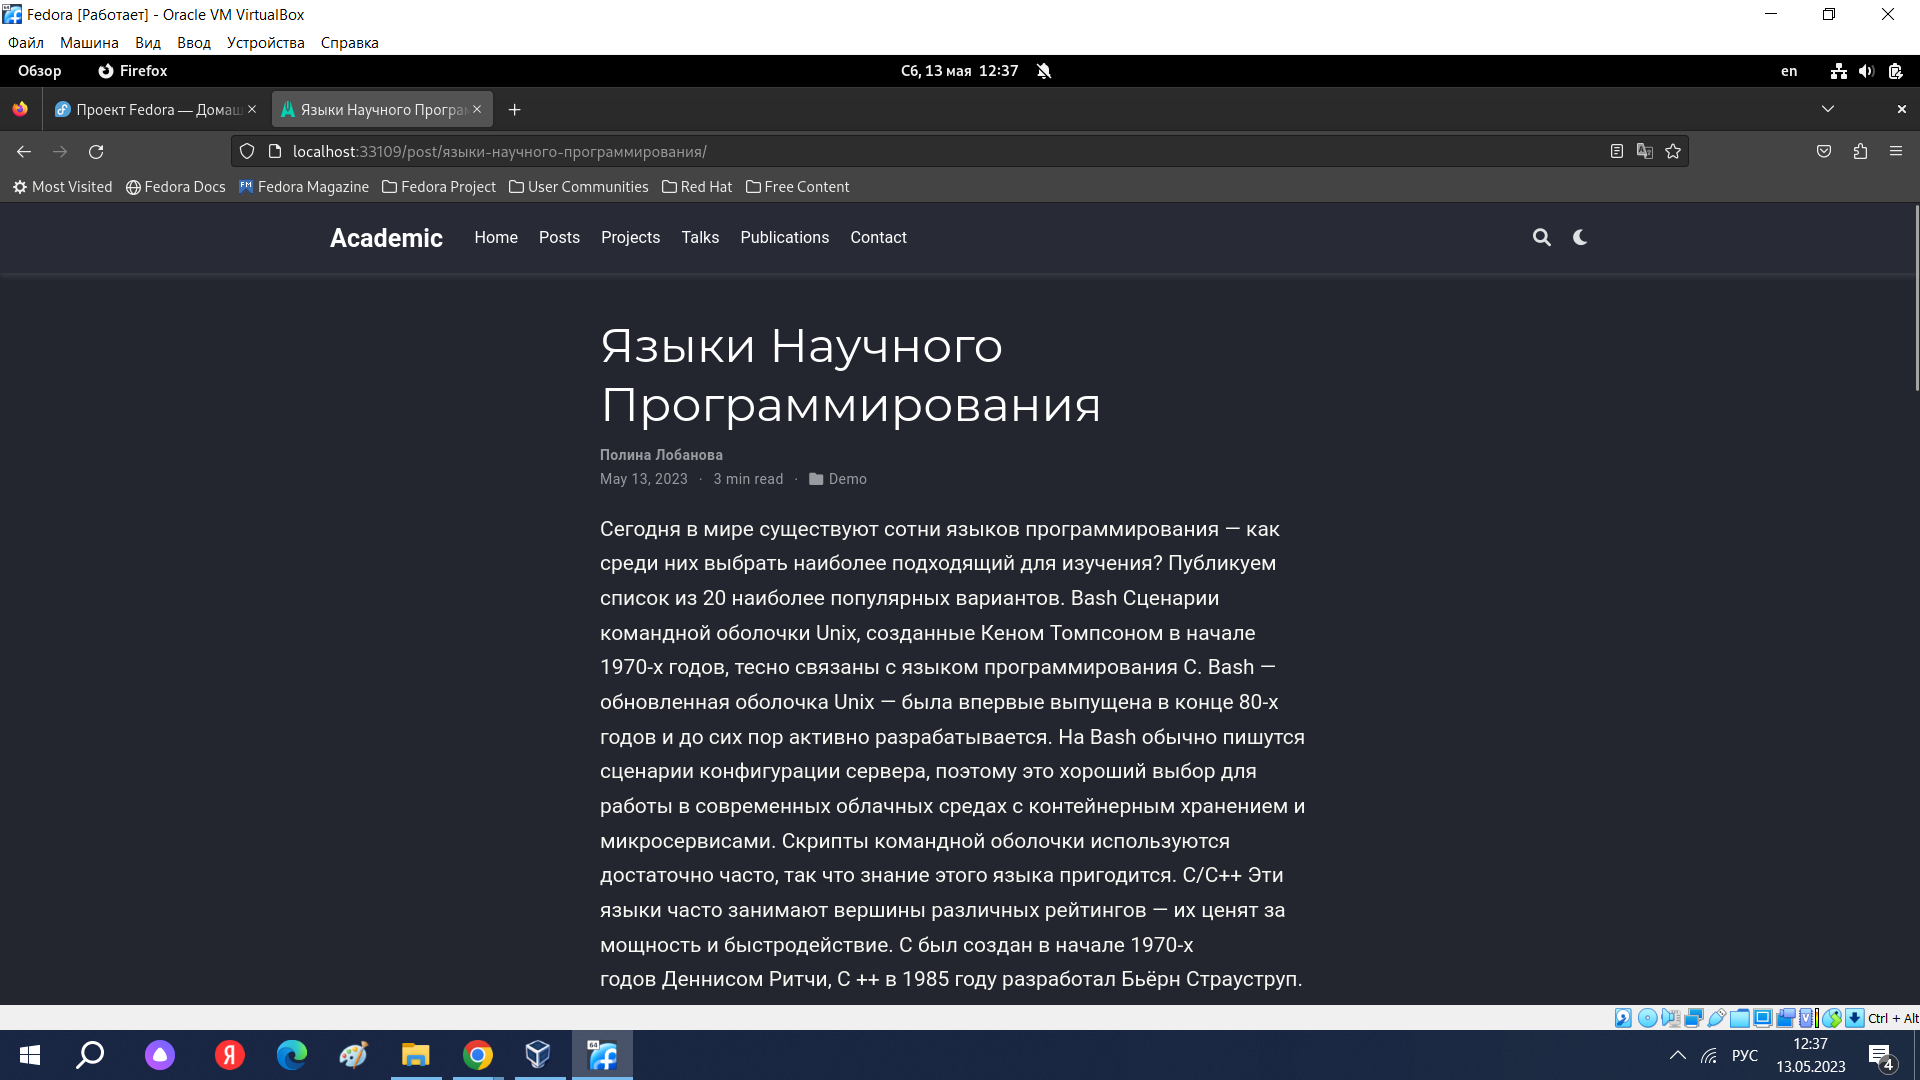 Fedora [Работает] - Oracle VM VirtualBox
Файл Машина Вид Ввод Устройства Справка
Обзор Firefox Сб, 13 мая 12:37 en
Проект Fedora — Домаш Языки Научного Програм
localhost:33109/post/языки-научного-программирования/
Most Visited Fedora Docs Fedora Magazine Fedora Project User Communities Red Hat Free Content
Academic Home Posts Projects Talks Publications Contact
Языки Научного
Программирования
Полина Лобанова
May 13, 2023 · 3 min read · Demo
Сегодня в мире существуют сотни языков программирования — как
среди них выбрать наиболее подходящий для изучения? Публикуем
список из 20 наиболее популярных вариантов. Bash Сценарии
командной оболочки Unix, созданные Кеном Томпсоном в начале
1970-х годов, тесно связаны с языком программирования C. Bash —
обновленная оболочка Unix — была впервые выпущена в конце 80-х
годов и до сих пор активно разрабатывается. На Bash обычно пишутся
сценарии конфигурации сервера, поэтому это хороший выбор для
работы в современных облачных средах с контейнерным хранением и
микросервисами. Скрипты командной оболочки используются
достаточно часто, так что знание этого языка пригодится. C/C++ Эти
языки часто занимают вершины различных рейтингов — их ценят за
мощность и быстродействие. C был создан в начале 1970-х
годов Деннисом Ритчи, C ++ в 1985 году разработал Бьёрн Страуструп.
Ctrl + Alt
РУС 12:37
13.05.2023 4